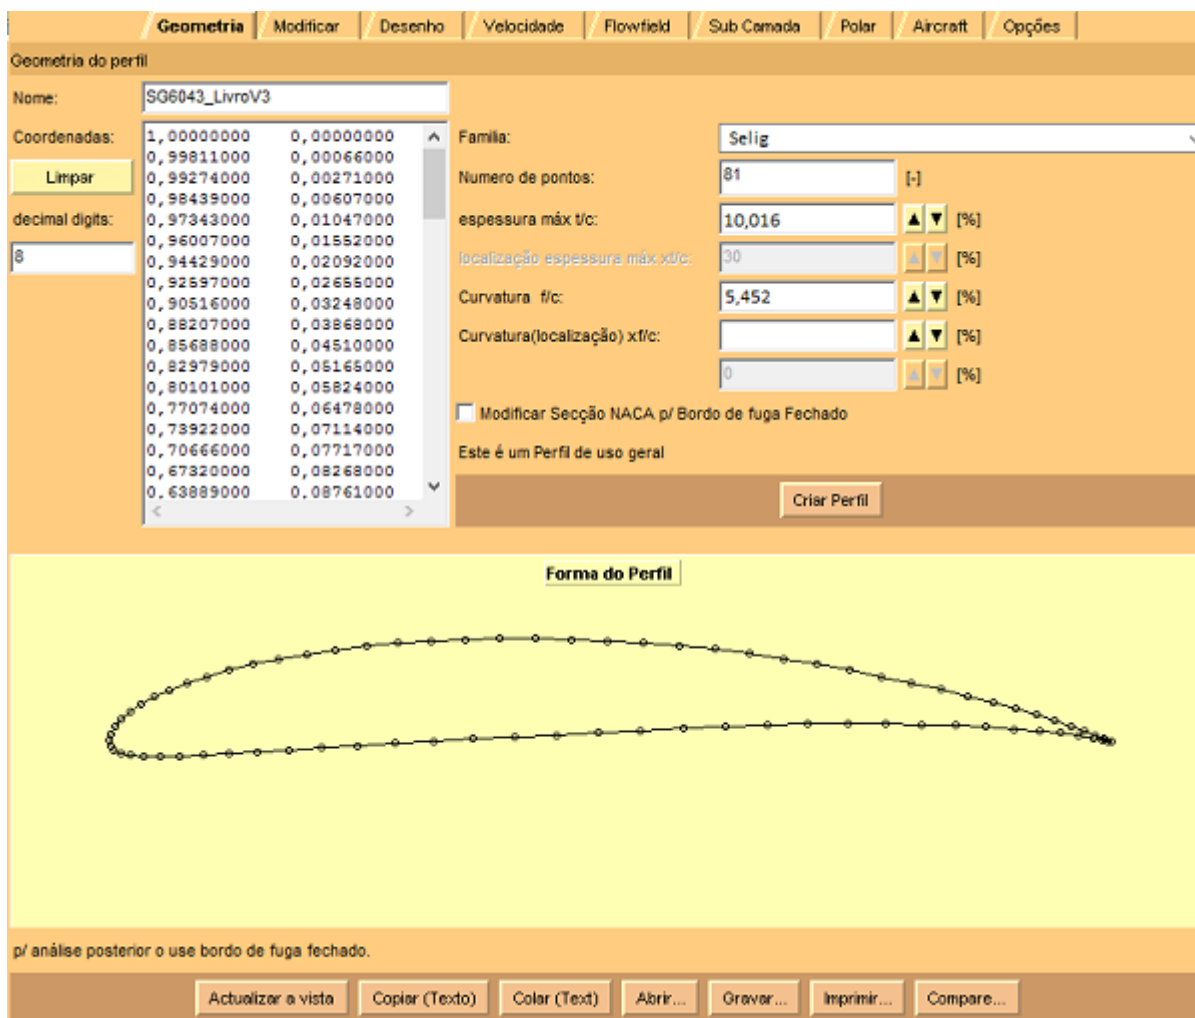 Geometria Modificar Desenho Velocidade Flowfield Sub Camada Polar Aircraft Opções
Geometria do perfil
Nome: SG6043_LivroV3
Coordenadas:
Limpar
decimal digits:
8
1,00000000 0,00000000
0,99811000 0,00066000
0,99274000 0,00271000
0,98439000 0,00607000
0,97343000 0,01047000
0,96007000 0,01552000
0,94429000 0,02092000
0,92597000 0,02655000
0,90516000 0,03248000
0,88207000 0,03868000
0,85688000 0,04510000
0,82979000 0,05165000
0,80101000 0,05824000
0,77074000 0,06478000
0,73922000 0,07114000
0,70666000 0,07717000
0,67320000 0,08268000
0,63889000 0,08761000
Familia: Selig
Numero de pontos: 81 [-]
espessura máx t/c: 10,016 [%]
localização espessura máx xt/c: 30 [%]
Curvatura f/c: 5,452 [%]
Curvatura(localização) xf/c: [%]
0 [%]
Modificar Secção NACA p/ Bordo de fuga Fechado
Este é um Perfil de uso geral
Criar Perfil
Forma do Perfil
p/ análise posterior o use bordo de fuga fechado.
Actualizar a vista Copiar (Texto) Colar (Text) Abrir... Gravar... Imprimir... Compare...